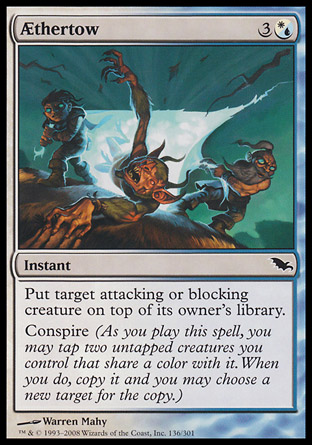 Æthertow 3
Instant
Put target attacking or blocking
creature on top of its owner's library.
Conspire (As you play this spell, you
may tap two untapped creatures you
control that share a color with it. When
you do, copy it and you may choose a
new target for the copy.)
Warren Mahy
™ & © 1993–2008 Wizards of the Coast, Inc. 136/301